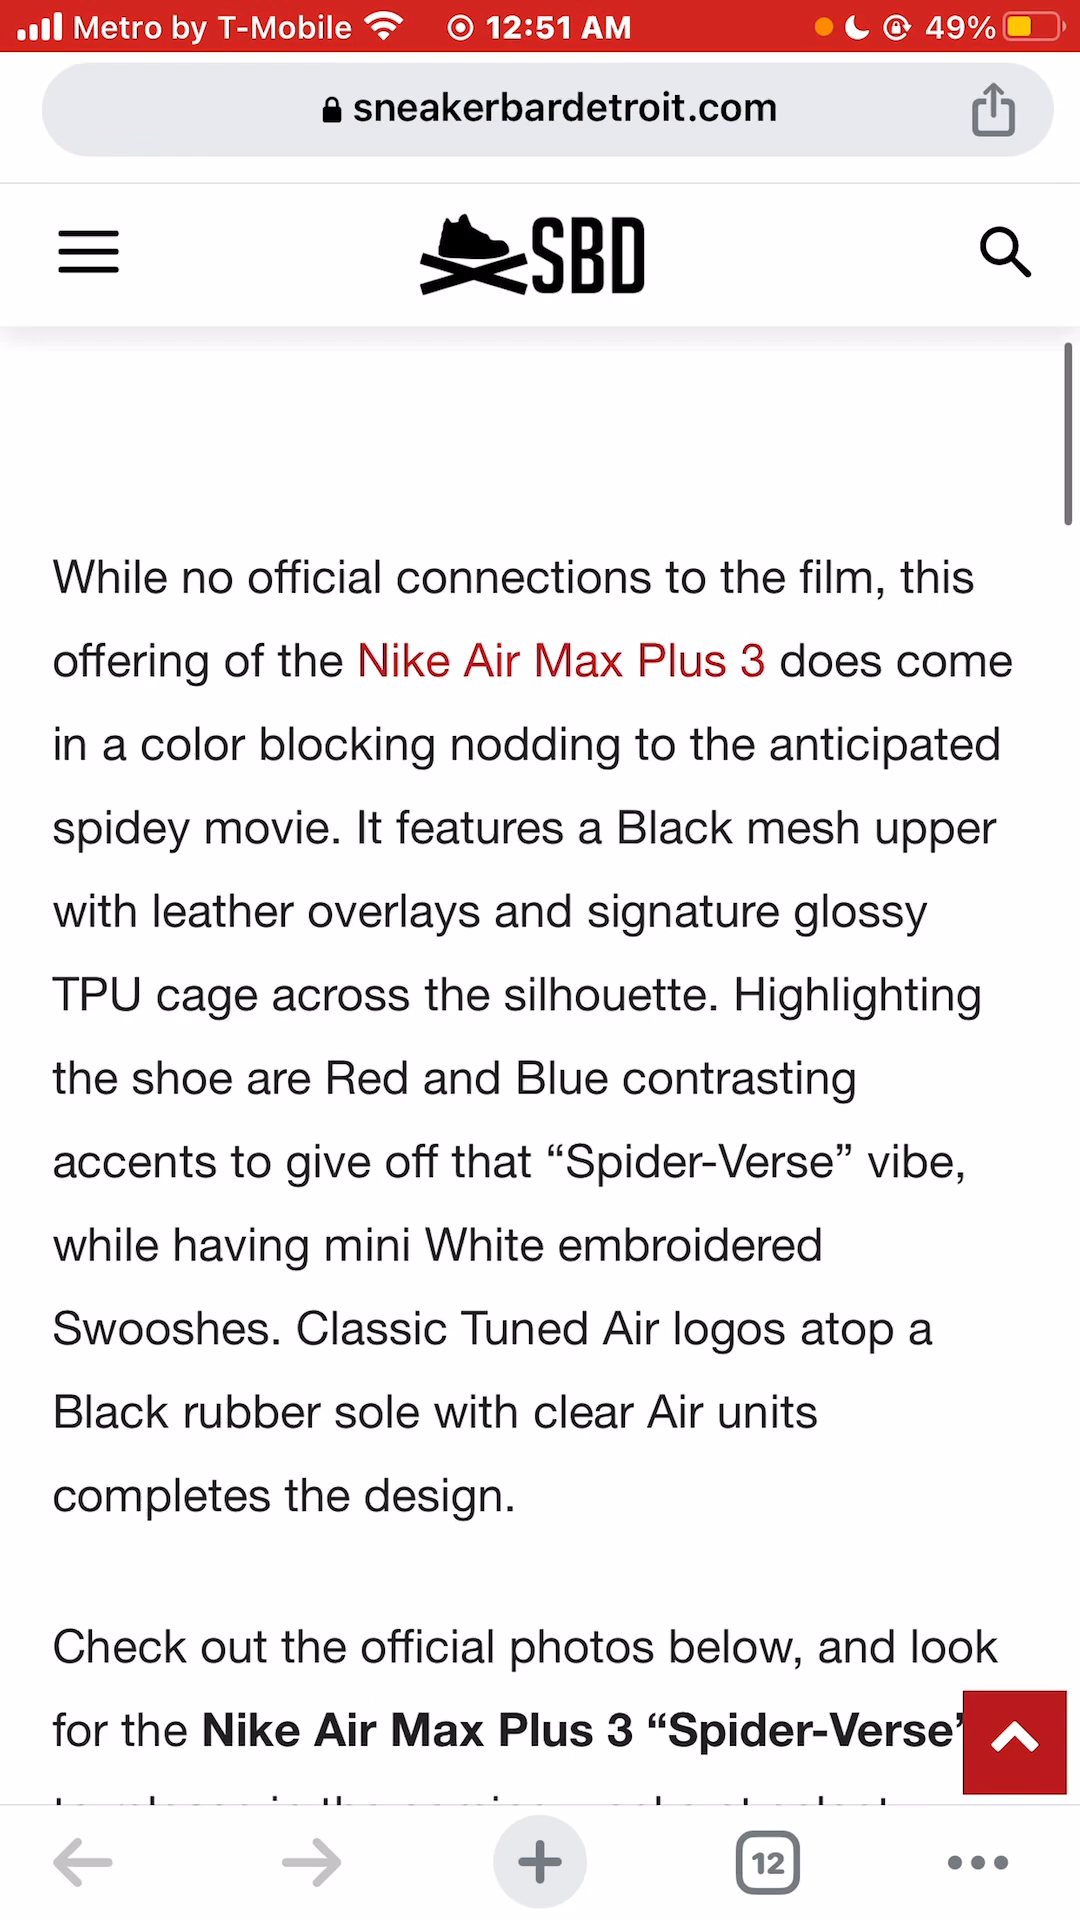 Metro by T-Mobile 12:51 AM 49%
sneakerbardetroit.com
SBD
While no official connections to the film, this
offering of the Nike Air Max Plus 3 does come
in a color blocking nodding to the anticipated
spidey movie. It features a Black mesh upper
with leather overlays and signature glossy
TPU cage across the silhouette. Highlighting
the shoe are Red and Blue contrasting
accents to give off that “Spider-Verse” vibe,
while having mini White embroidered
Swooshes. Classic Tuned Air logos atop a
Black rubber sole with clear Air units
completes the design.
Check out the official photos below, and look
for the Nike Air Max Plus 3 “Spider-Verse”
12